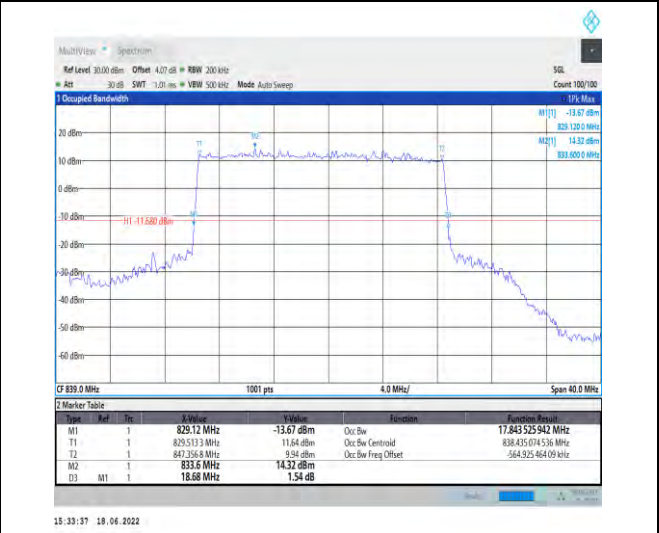 MultiView Spectrum
Ref Level 30.00 dBm Offset 4.07 dB RBW 200 kHz SGL
Att 30 dB SWT 1.01 ms VBW 500 kHz Mode Auto Sweep Count 100/100
1 Occupied Bandwidth 1Pk Max
M1[1] -13.67 dBm
829.120 0 MHz
M2[1] 14.32 dBm
833.600 0 MHz
20 dBm
M2
T1 T2
10 dBm
0 dBm
-10 dBm
H1 -11.680 dBm M1 D3
-20 dBm
-30 dBm
-40 dBm
-50 dBm
-60 dBm
CF 839.0 MHz 1001 pts 4.0 MHz/ Span 40.0 MHz
2 Marker Table
Type Ref Trc X-Value Y-Value Function Function Result
M1 1 829.12 MHz -13.67 dBm Occ Bw 17.843 525 942 MHz
T1 1 829.513 3 MHz 11.64 dBm Occ Bw Centroid 838.435 074 536 MHz
T2 1 847.356 8 MHz 9.94 dBm Occ Bw Freq Offset -564.925 464 09 kHz
M2 1 833.6 MHz 14.32 dBm
D3 M1 1 18.68 MHz 1.54 dB
15:33:37 18.06.2022